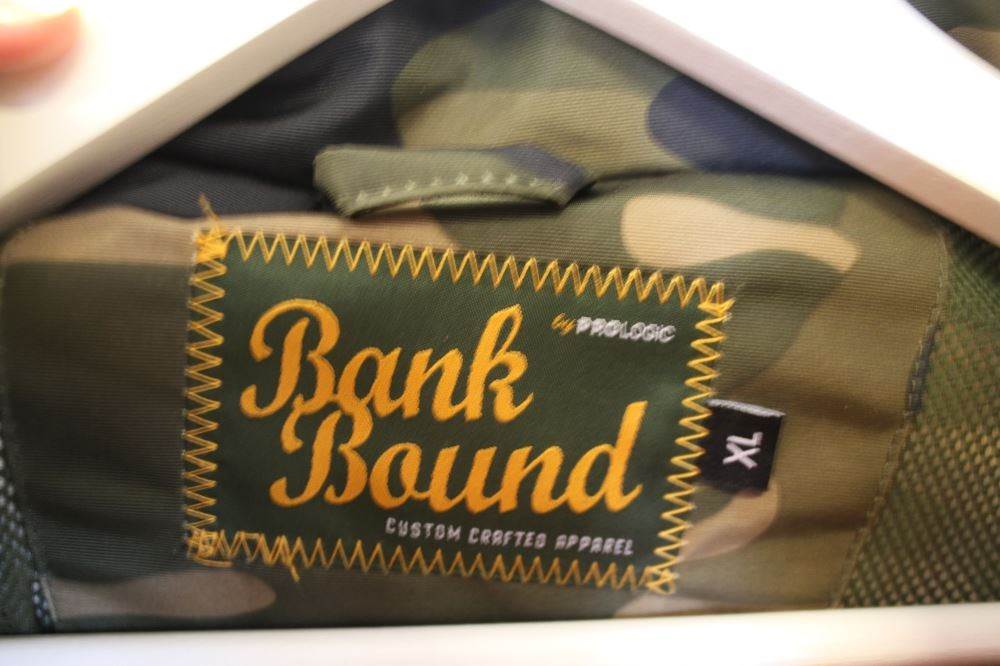 by PROLOGIC
Bank
Bound
CUSTOM CRAFTED APPAREL
XL